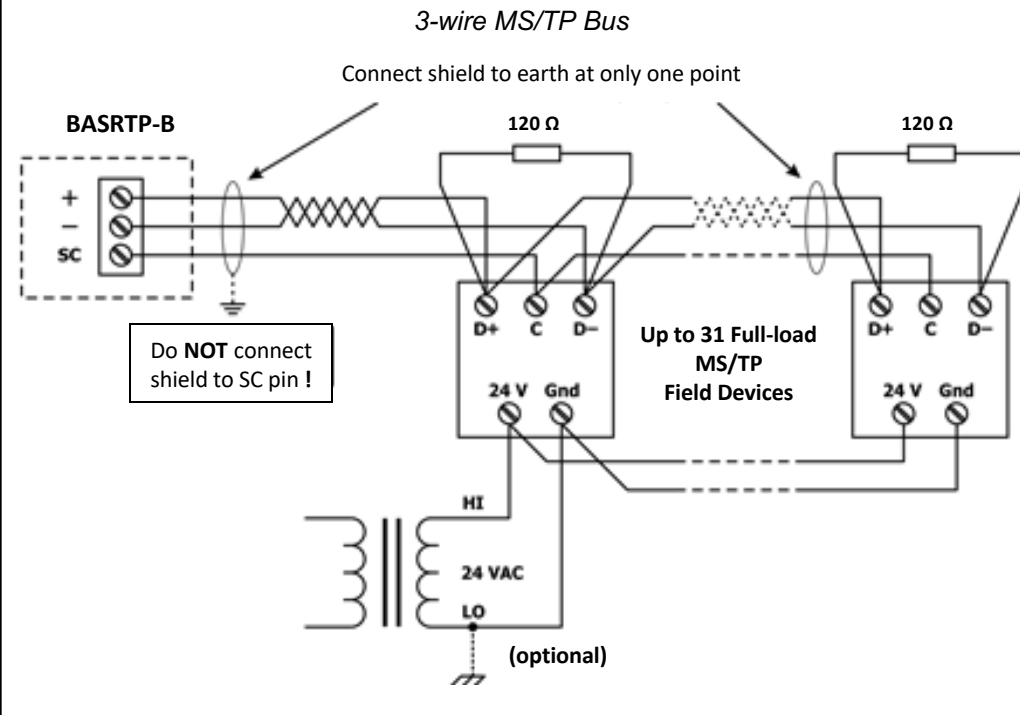 3-wire MS/TP Bus
Connect shield to earth at only one point
BASRTP-B
120 Ω
120 Ω
+
−
SC
D+ C D−
D+ C D−
Do NOT connect
shield to SC pin !
Up to 31 Full-load
MS/TP
Field Devices
24 V Gnd
24 V Gnd
HI
24 VAC
LO
(optional)